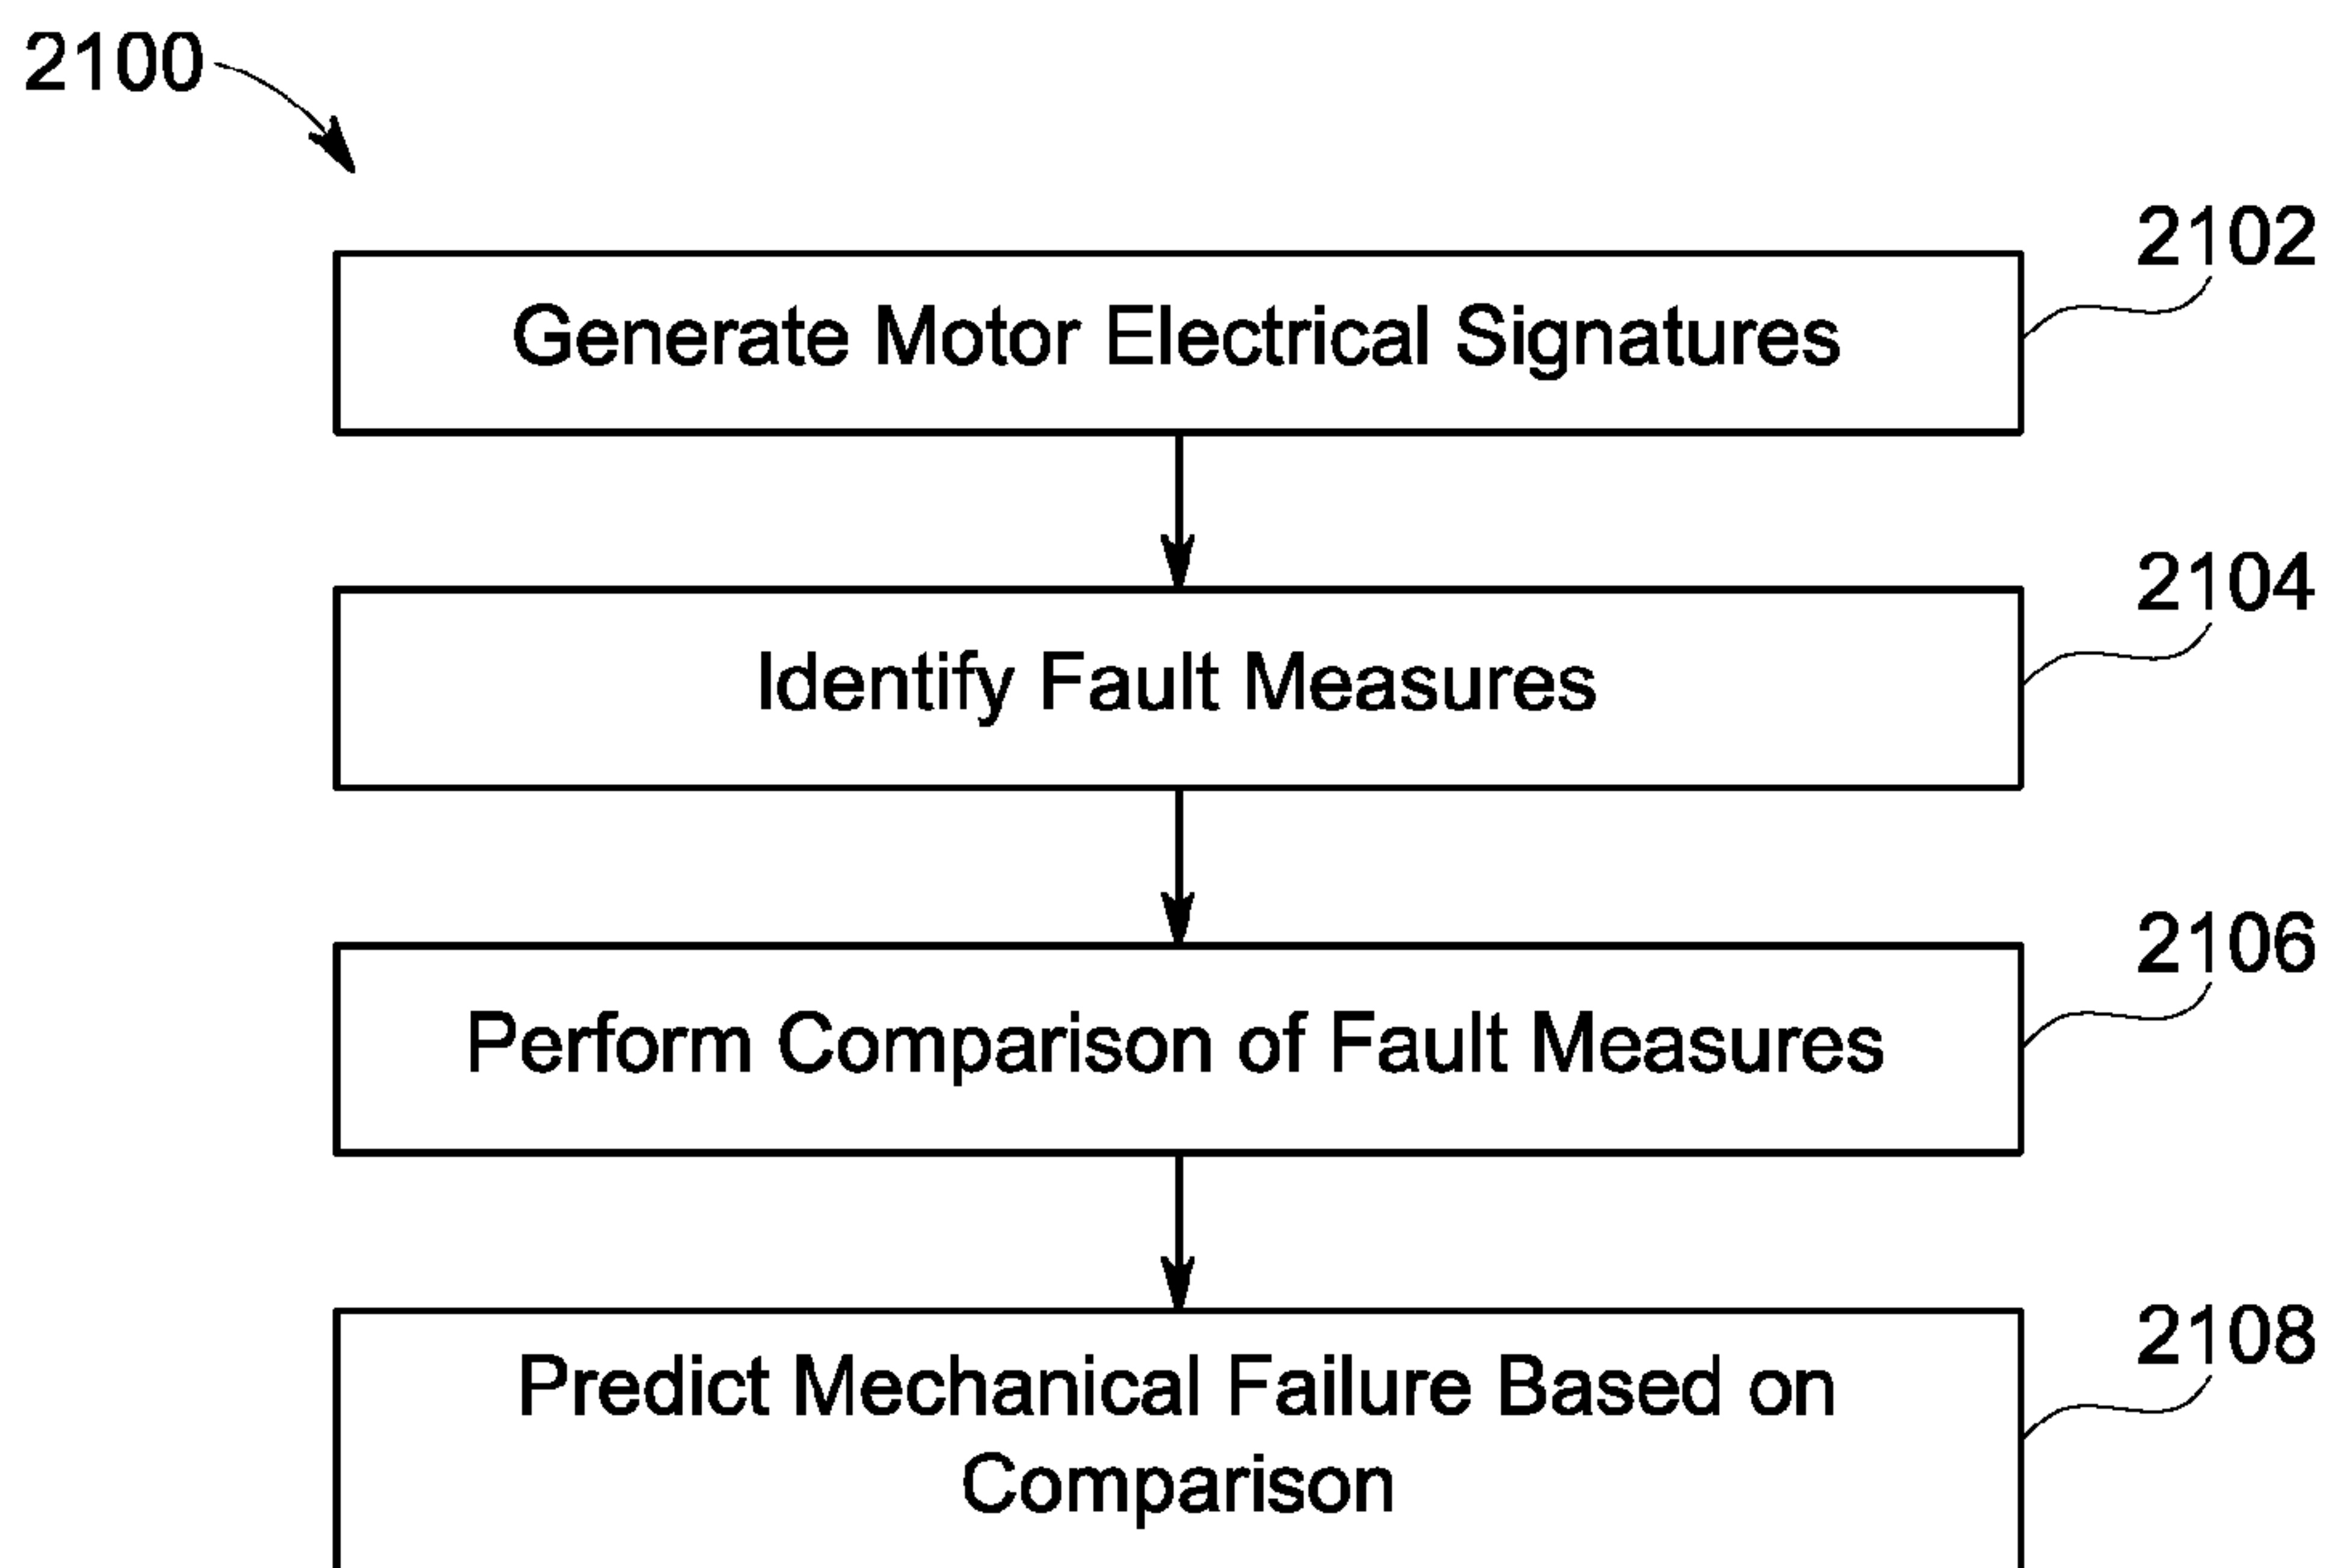 2100
2102
Generate Motor Electrical Signatures
2104
Identify Fault Measures
2106
Perform Comparison of Fault Measures
2108
Predict Mechanical Failure Based on
Comparison